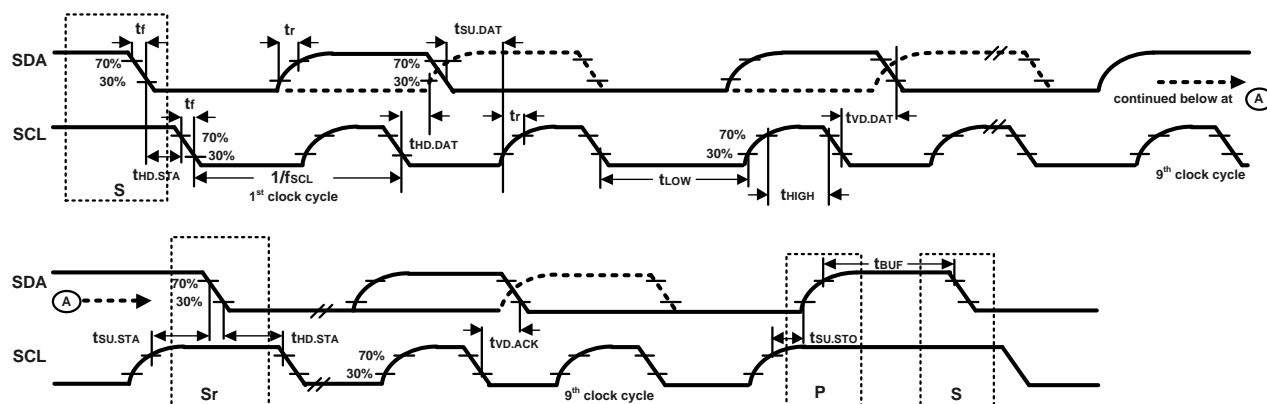 tf tr tSU.DAT
SDA 70% 30% 70% 30% continued below at A
tf tr tVD.DAT
SCL 70% 30% tHD.DAT 70% 30%
tHD.STA 1/fSCL tLOW tHIGH 9th clock cycle
S 1st clock cycle
SDA 70% 30% tBUF
A
tSU.STA tHD.STA tVD.ACK tSU.STO
SCL 70% 30%
Sr 9th clock cycle P S